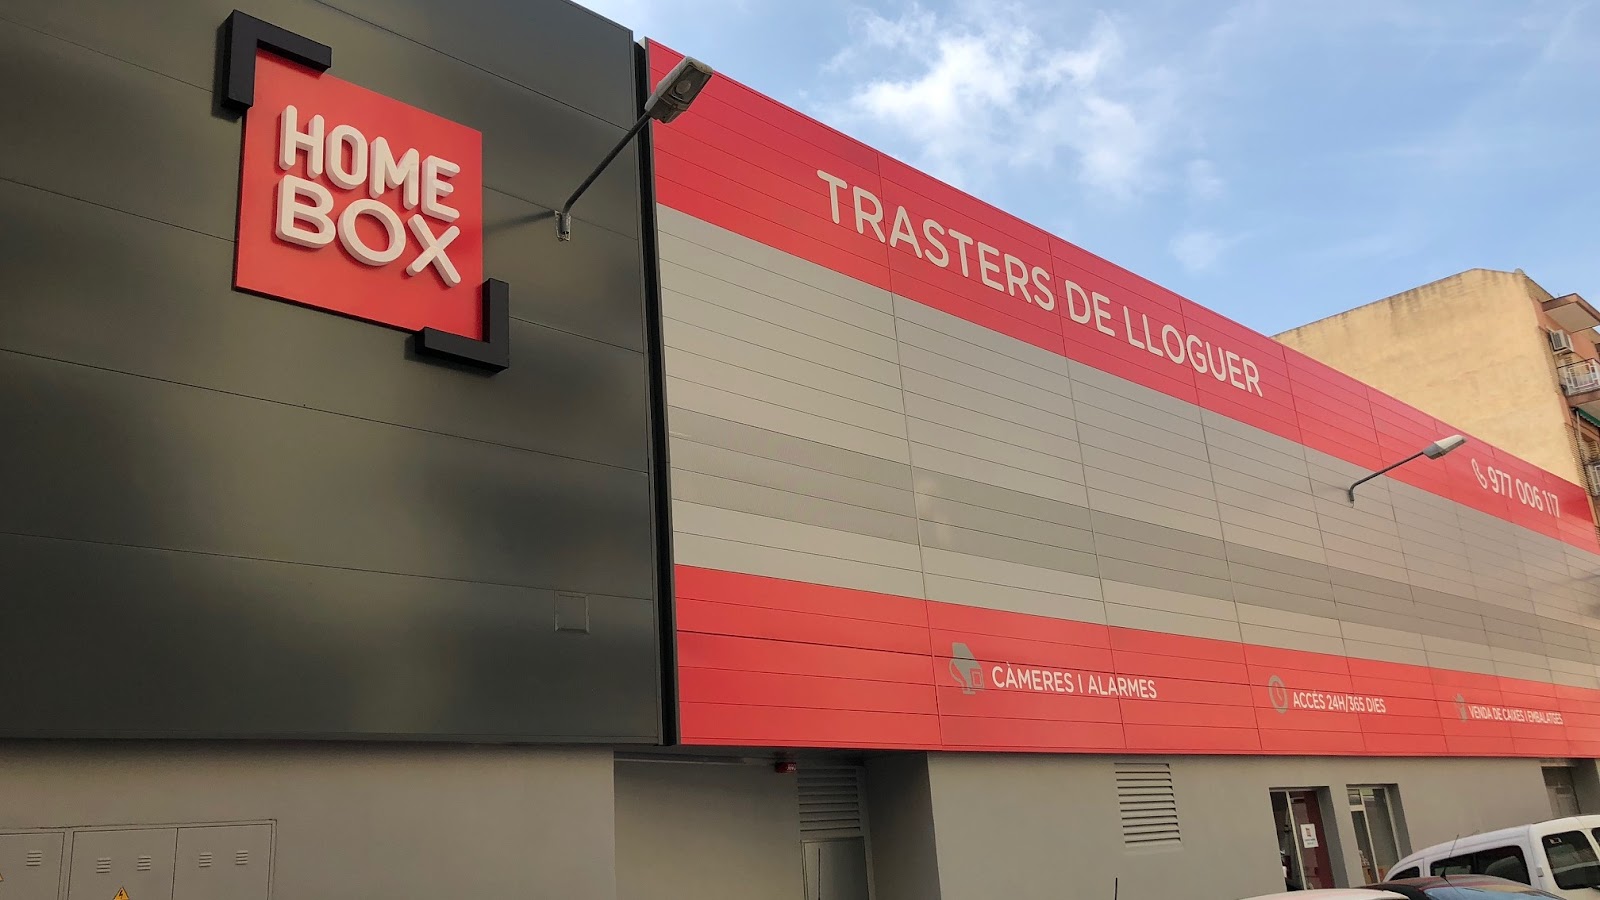 HOME
BOX
TRASTERS DE LLOGUER
977 006 117
CÀMERES I ALARMES
ACCÉS 24H/365 DIES
VENDA DE CAIXES I EMBALATGES